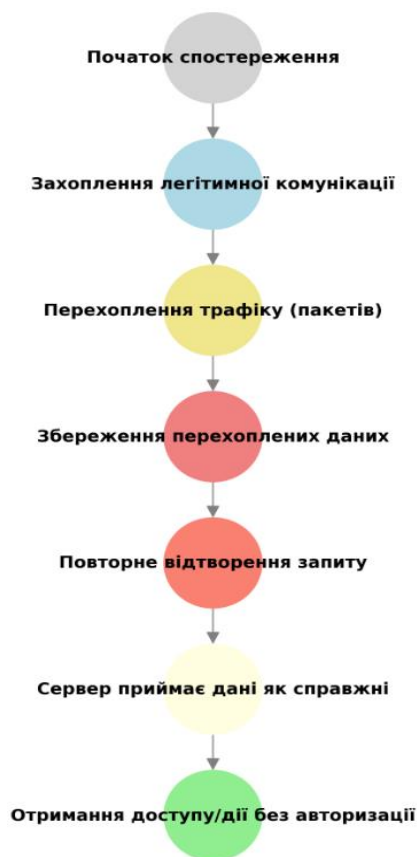 Початок спостереження
Захоплення легітимної комунікації
Перехоплення трафіку (пакетів)
Збереження перехоплених даних
Повторне відтворення запиту
Сервер приймає дані як справжні
Отримання доступу/дії без авторизації